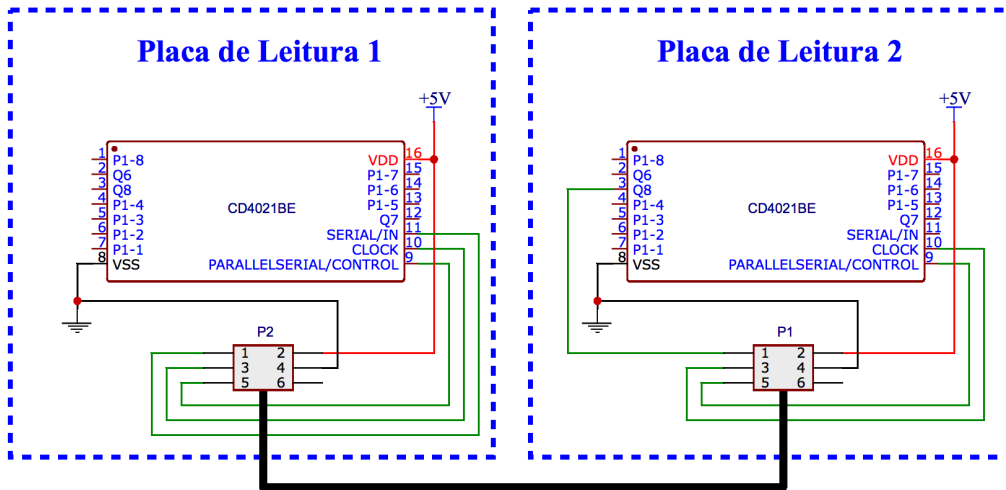 Placa de Leitura 1
+5V
1 P1-8
2 Q6
3 Q8
4 P1-4
5 P1-3
6 P1-2
7 P1-1
8 VSS
CD4021BE
VDD 16
P1-7 15
P1-6 14
P1-5 13
Q7 12
SERIAL/IN 11
CLOCK 10
PARALLELSERIAL/CONTROL 9
P2
1 2
3 4
5 6
Placa de Leitura 2
+5V
1 P1-8
2 Q6
3 Q8
4 P1-4
5 P1-3
6 P1-2
7 P1-1
8 VSS
CD4021BE
VDD 16
P1-7 15
P1-6 14
P1-5 13
Q7 12
SERIAL/IN 11
CLOCK 10
PARALLELSERIAL/CONTROL 9
P1
1 2
3 4
5 6